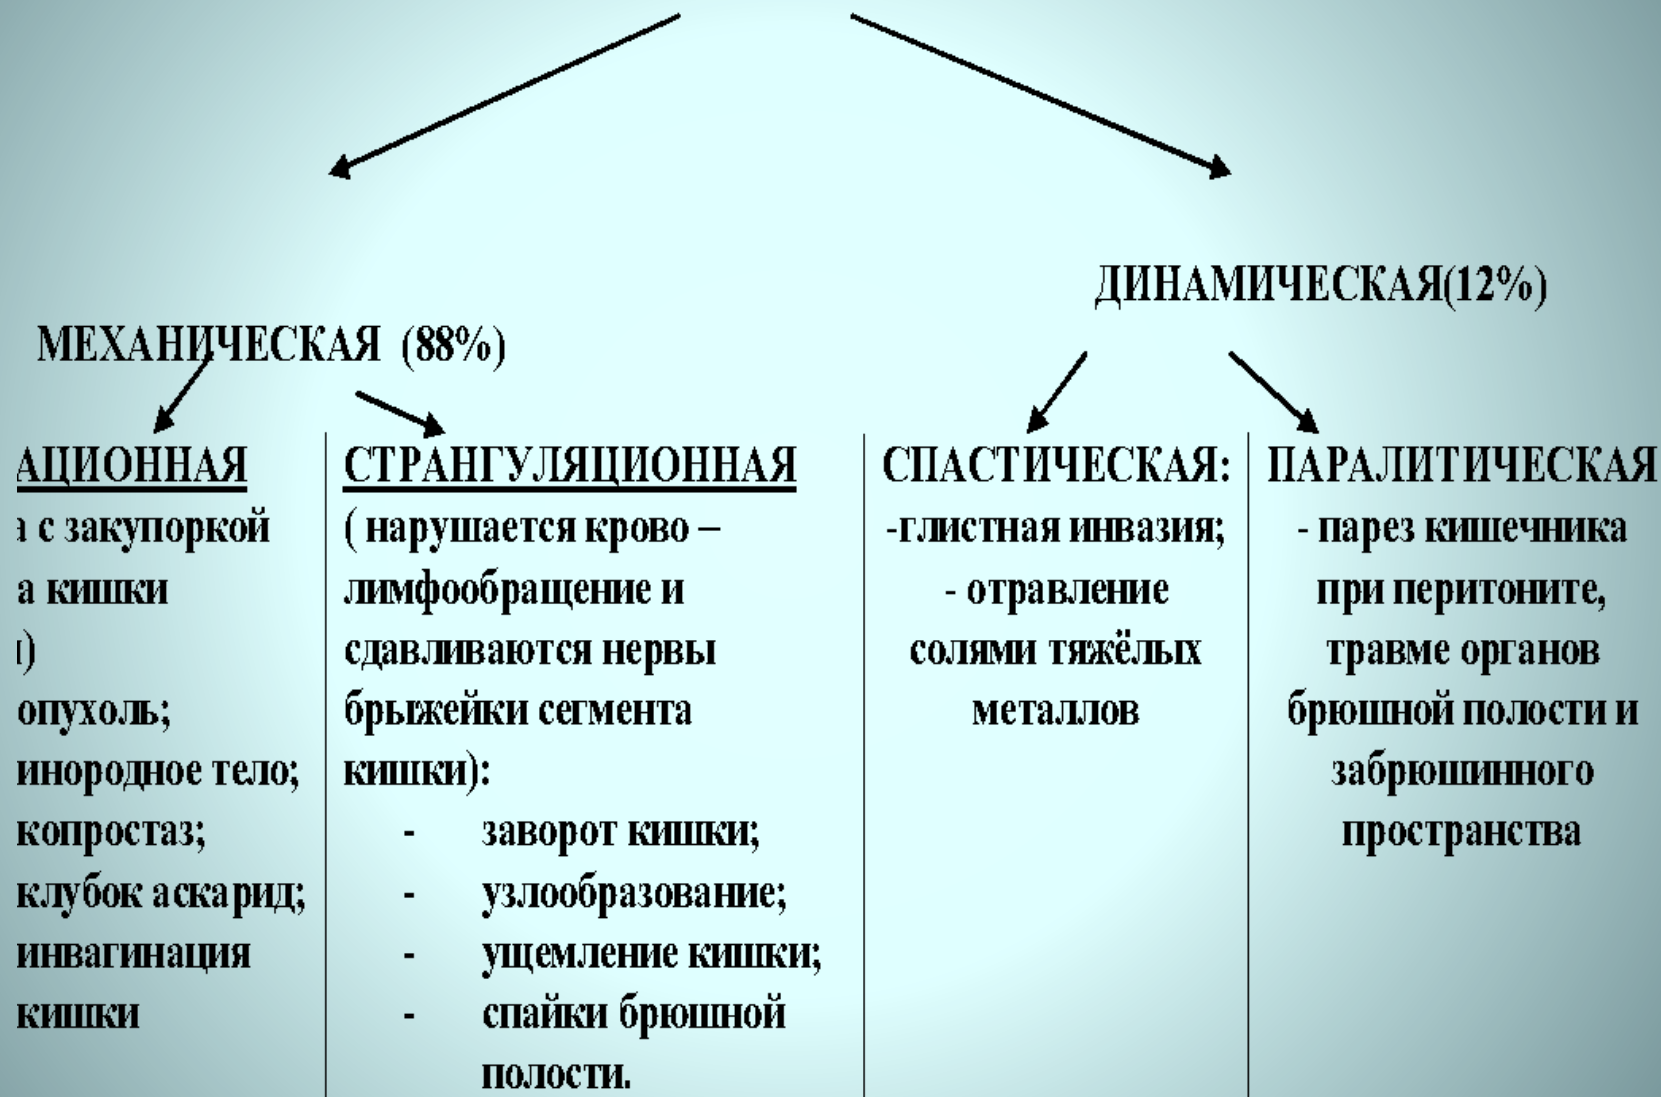 ДИНАМИЧЕСКАЯ(12%)
МЕХАНИЧЕСКАЯ (88%)
АЦИОННАЯ
а с закупоркой
а кишки
)
опухоль;
инородное тело;
копростаз;
клубок аскарид;
инвагинация
кишки
СТРАНГУЛЯЦИОННАЯ
( нарушается крово –
лимфообращение и
сдавливаются нервы
брыжейки сегмента
кишки):
- заворот кишки;
- узлообразование;
- ущемление кишки;
- спайки брюшной
полости.
СПАСТИЧЕСКАЯ:
-глистная инвазия;
- отравление
солями тяжёлых
металлов
ПАРАЛИТИЧЕСКАЯ
- парез кишечника
при перитоните,
травме органов
брюшной полости и
забрюшинного
пространства